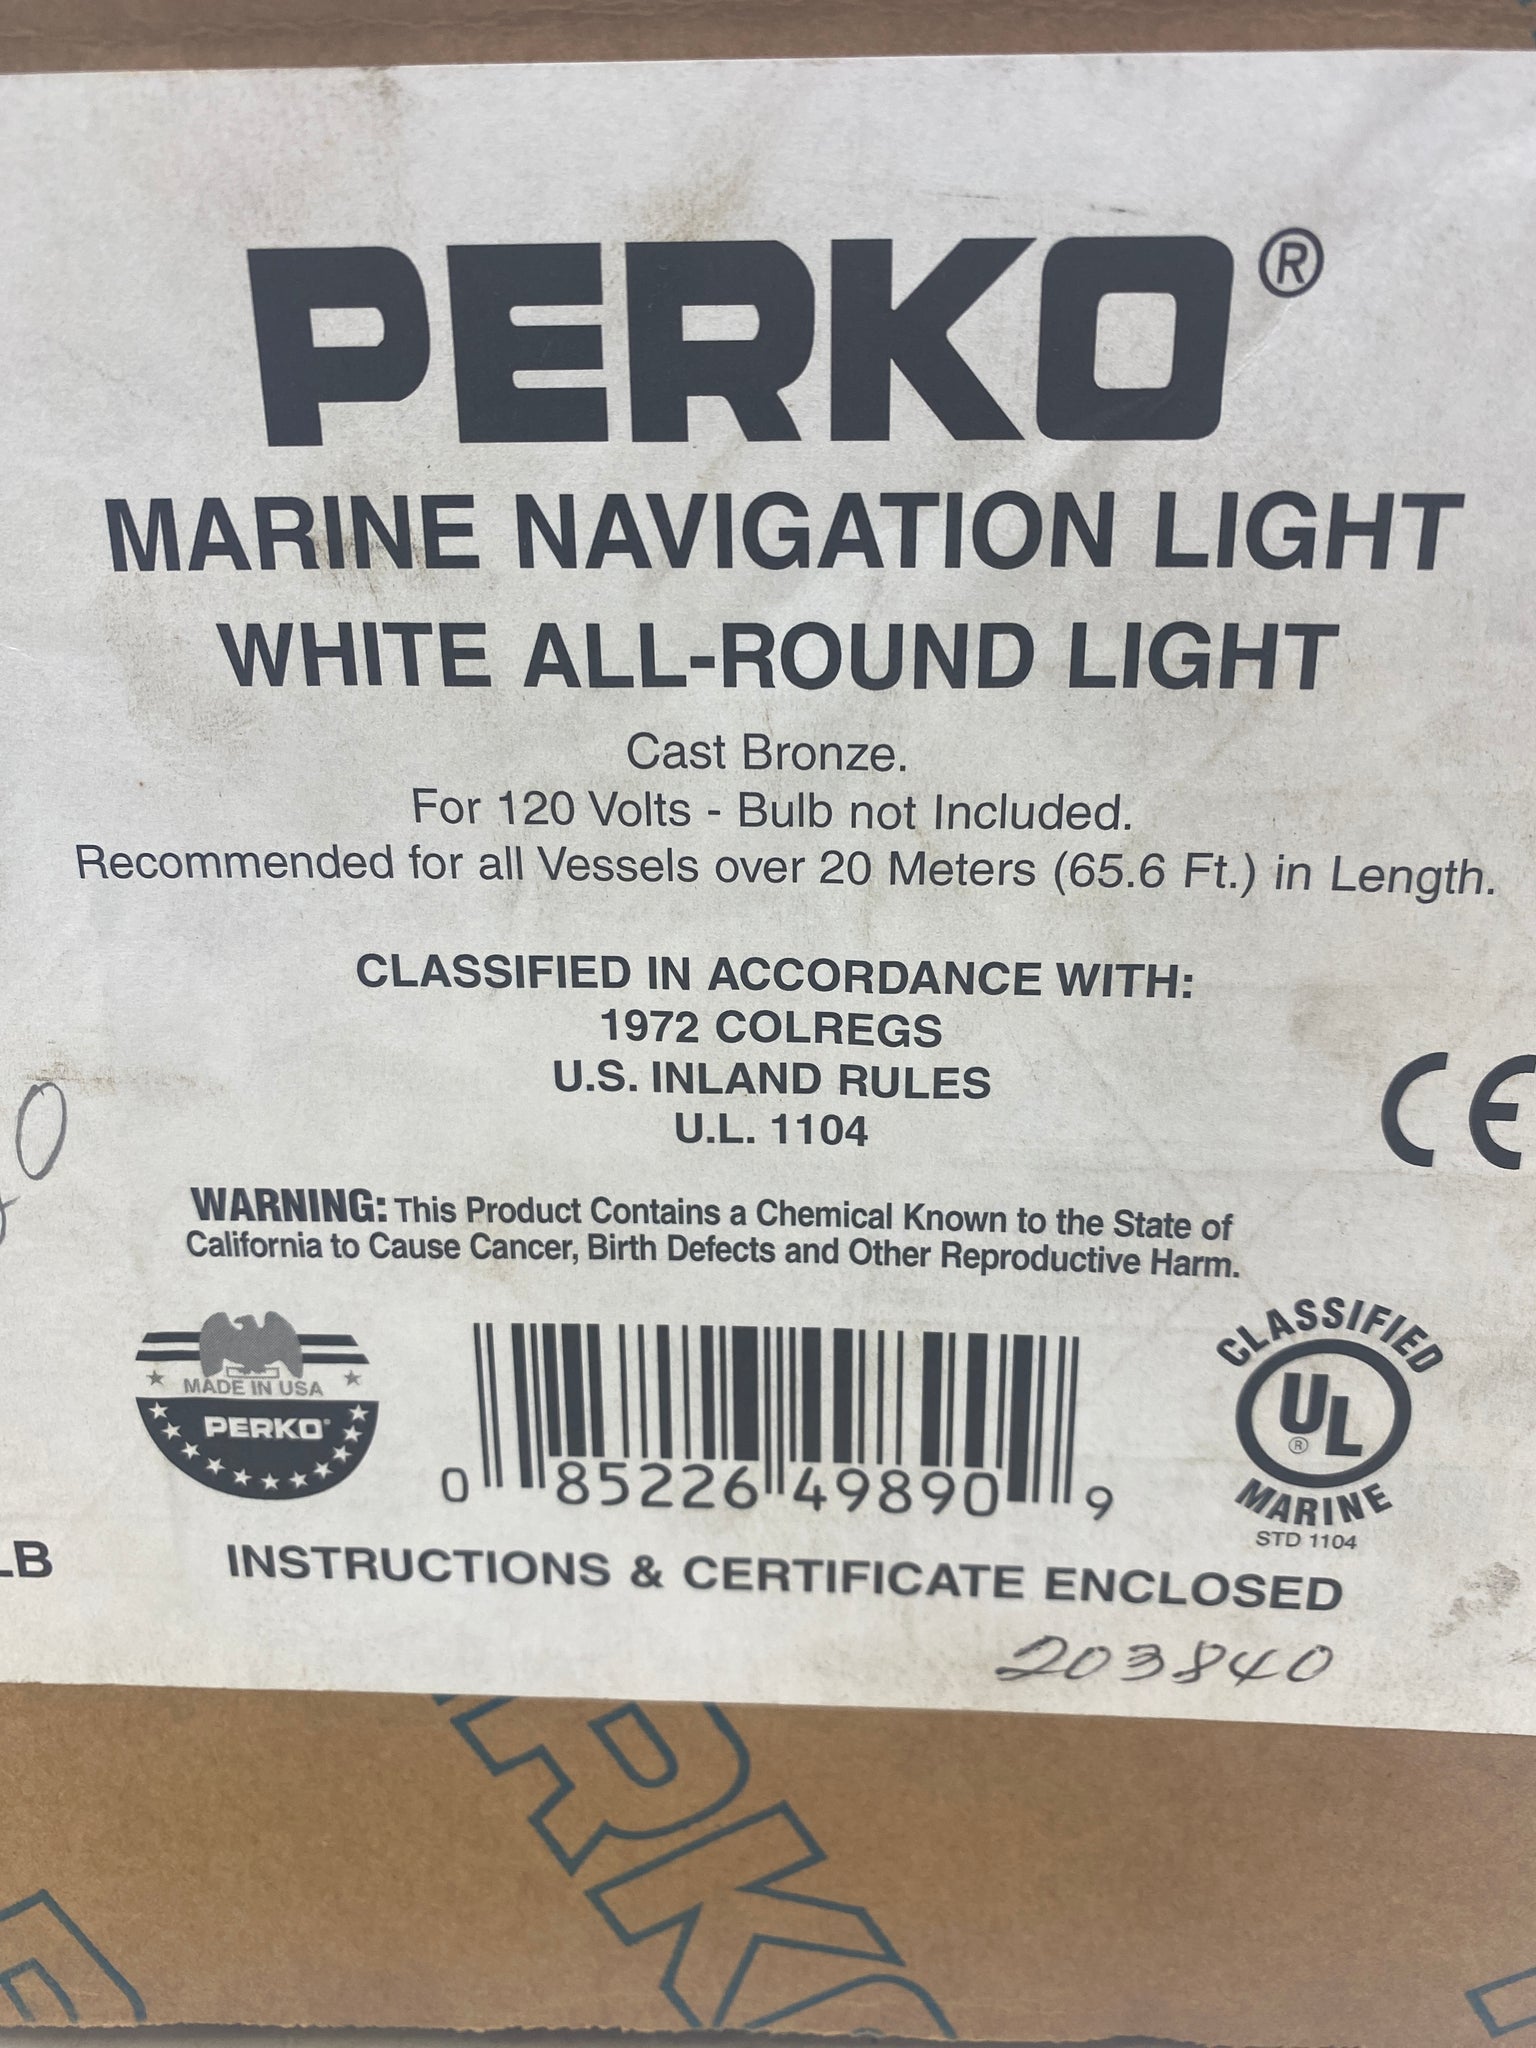 PERKO®
MARINE NAVIGATION LIGHT
WHITE ALL-ROUND LIGHT
Cast Bronze.
For 120 Volts - Bulb not Included.
Recommended for all Vessels over 20 Meters (65.6 Ft.) in Length.
CLASSIFIED IN ACCORDANCE WITH:
1972 COLREGS
U.S. INLAND RULES
U.L. 1104
CE
0
WARNING: This Product Contains a Chemical Known to the State of
California to Cause Cancer, Birth Defects and Other Reproductive Harm.
MADE IN USA
PERKO®
0 85226 49890 9
CLASSIFIED
UL
®
MARINE
STD 1104
LB
INSTRUCTIONS & CERTIFICATE ENCLOSED
203840